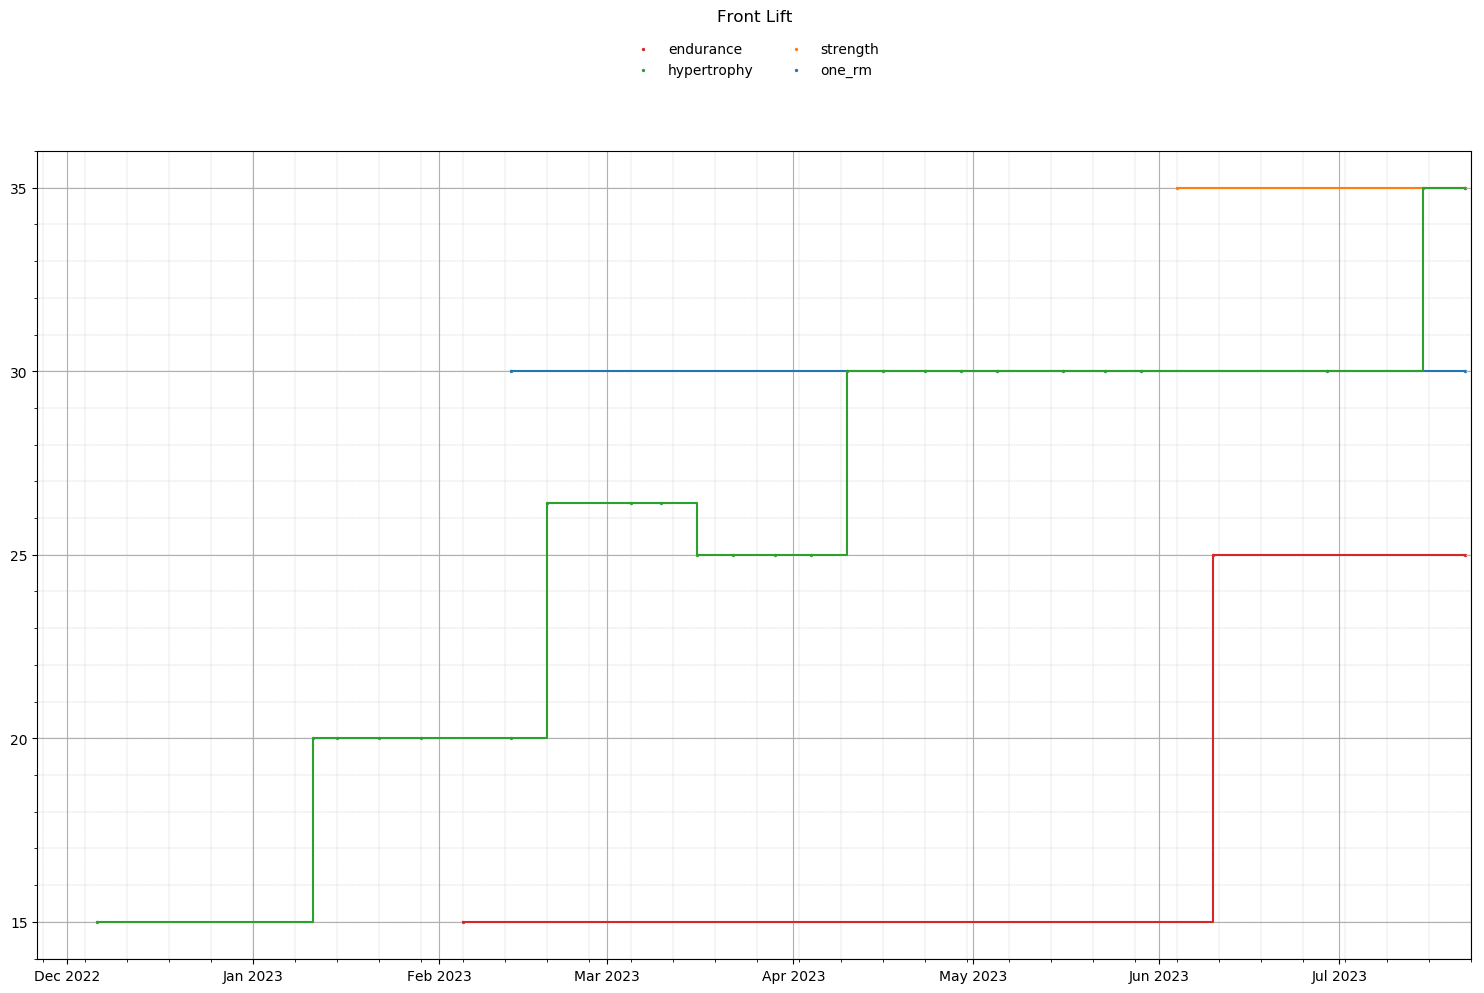 Front Lift
endurance
hypertrophy
strength
one_rm
35
30
25
20
15
Dec 2022
Jan 2023
Feb 2023
Mar 2023
Apr 2023
May 2023
Jun 2023
Jul 2023